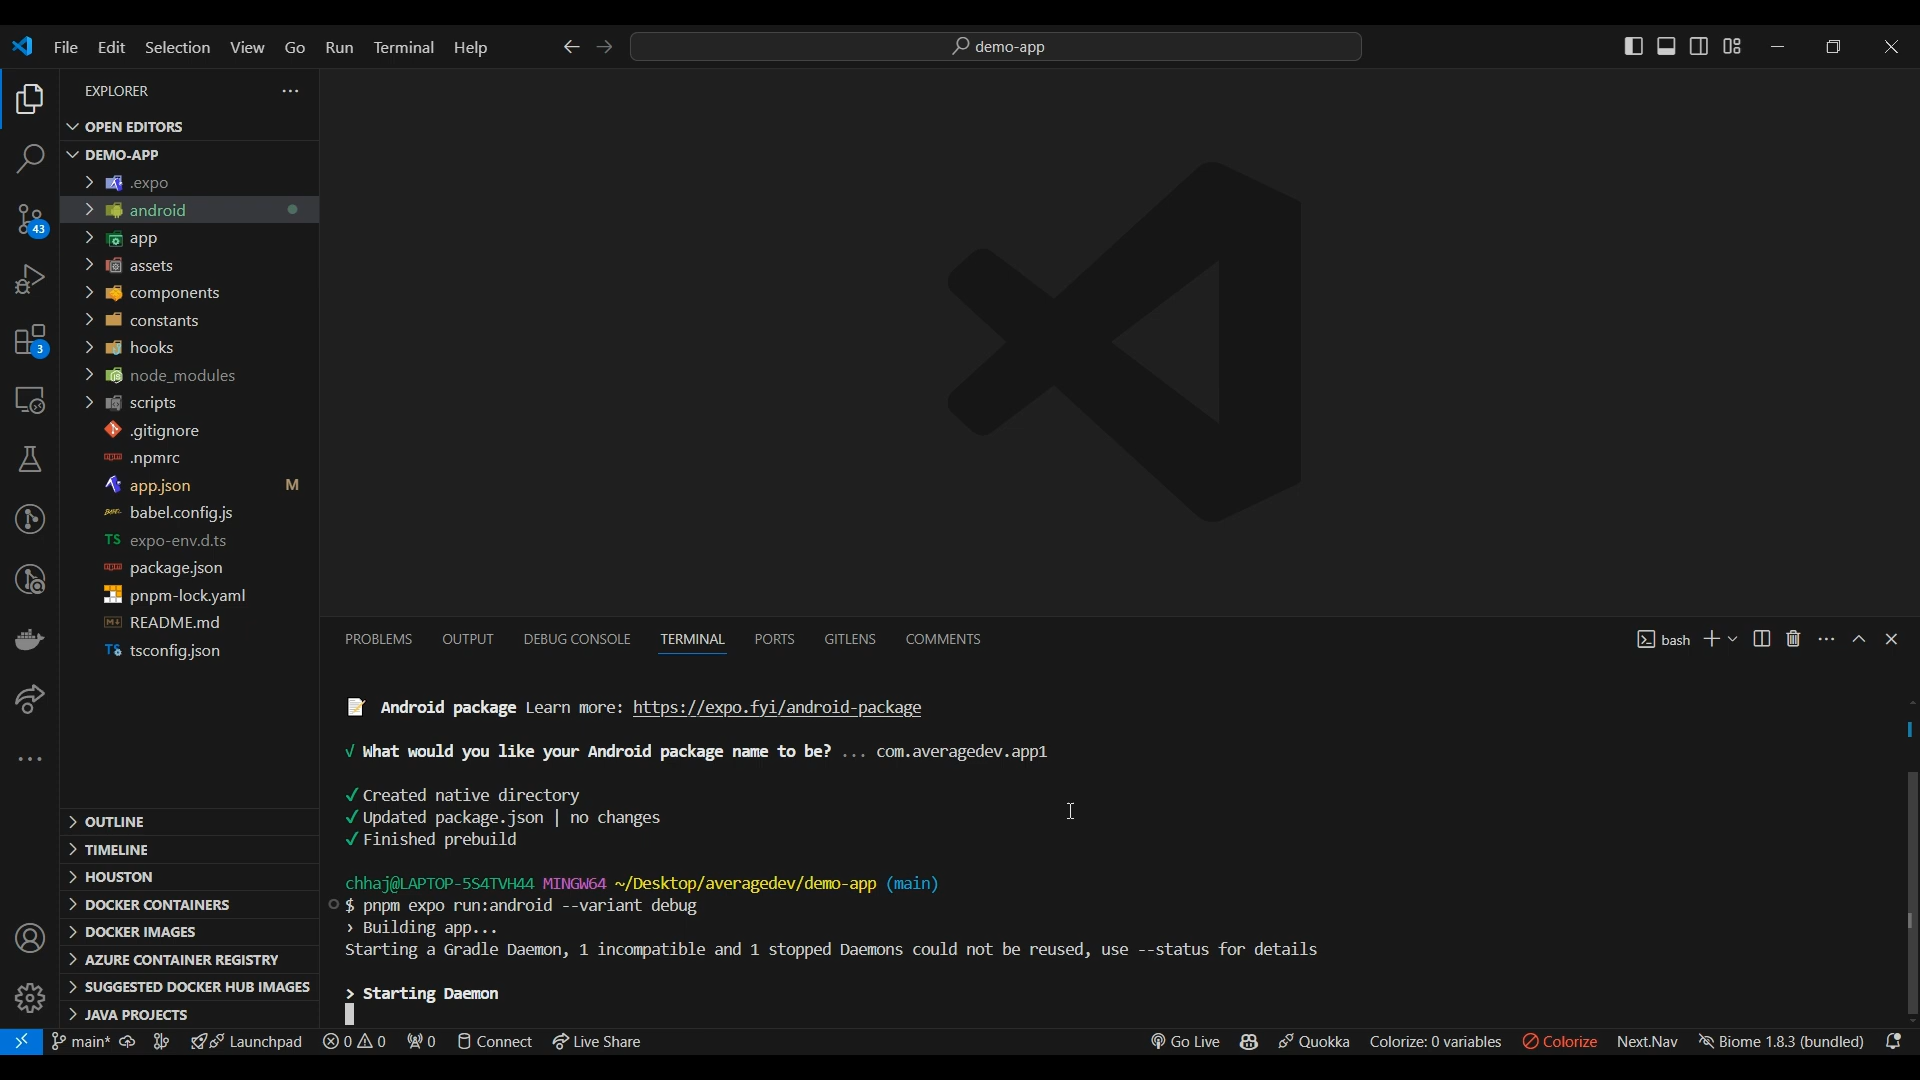 File Edit Selection View Go Run Terminal Help
demo-app
EXPLORER
OPEN EDITORS
DEMO-APP
.expo
android
app
assets
components
constants
hooks
node_modules
scripts
.gitignore
.npmrc
app.json M
babel.config.js
TS expo-env.d.ts
package.json
pnpm-lock.yaml
README.md
tsconfig.json
OUTLINE
TIMELINE
HOUSTON
DOCKER CONTAINERS
DOCKER IMAGES
AZURE CONTAINER REGISTRY
SUGGESTED DOCKER HUB IMAGES
JAVA PROJECTS
43
3
PROBLEMS OUTPUT DEBUG CONSOLE TERMINAL PORTS GITLENS COMMENTS
bash
Android package Learn more: https://expo.fyi/android-package
√ What would you like your Android package name to be? ... com.averagedev.app1
✓ Created native directory
✓ Updated package.json | no changes
✓ Finished prebuild
chhaj@LAPTOP-5S4TVH44 MINGW64 ~/Desktop/averagedev/demo-app (main)
$ pnpm expo run:android --variant debug
› Building app...
Starting a Gradle Daemon, 1 incompatible and 1 stopped Daemons could not be reused, use --status for details
> Starting Daemon
main* Launchpad 0 0 0 Connect Live Share Go Live Quokka Colorize: 0 variables Colorize Next.Nav Biome 1.8.3 (bundled)